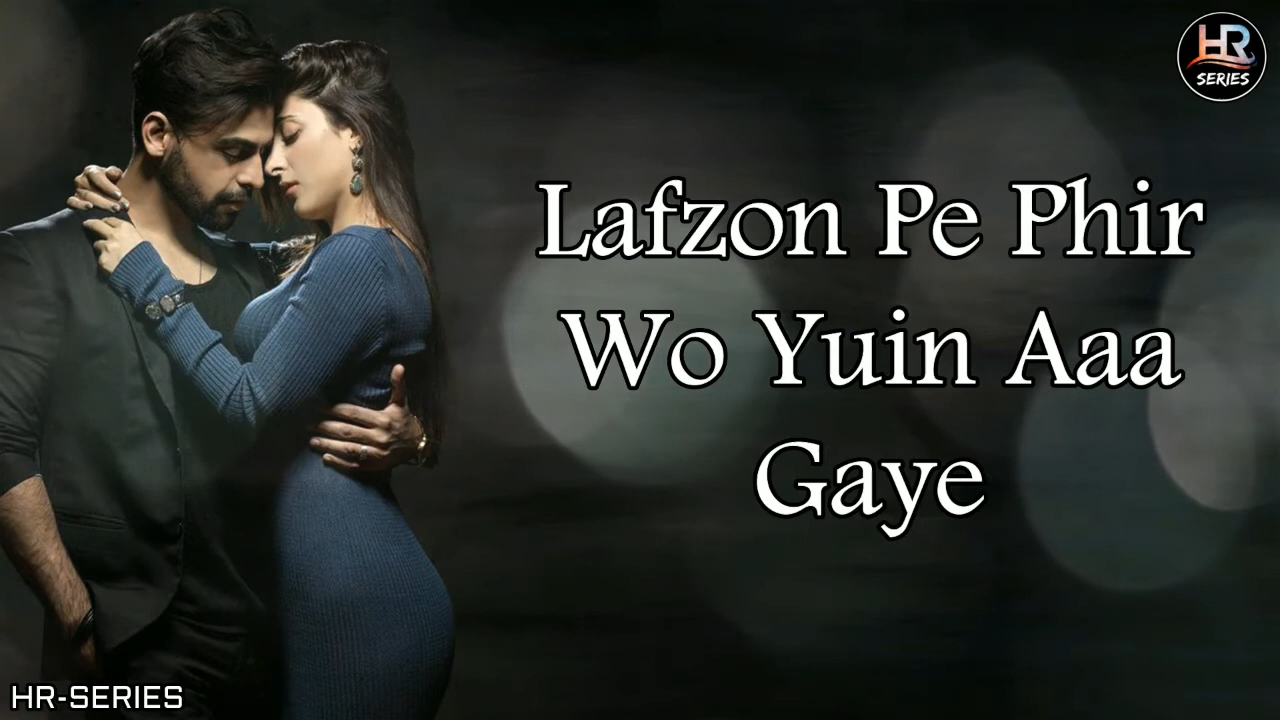 HR
SERIES
Lafzon Pe Phir
Wo Yuin Aaa
Gaye
HR-SERIES